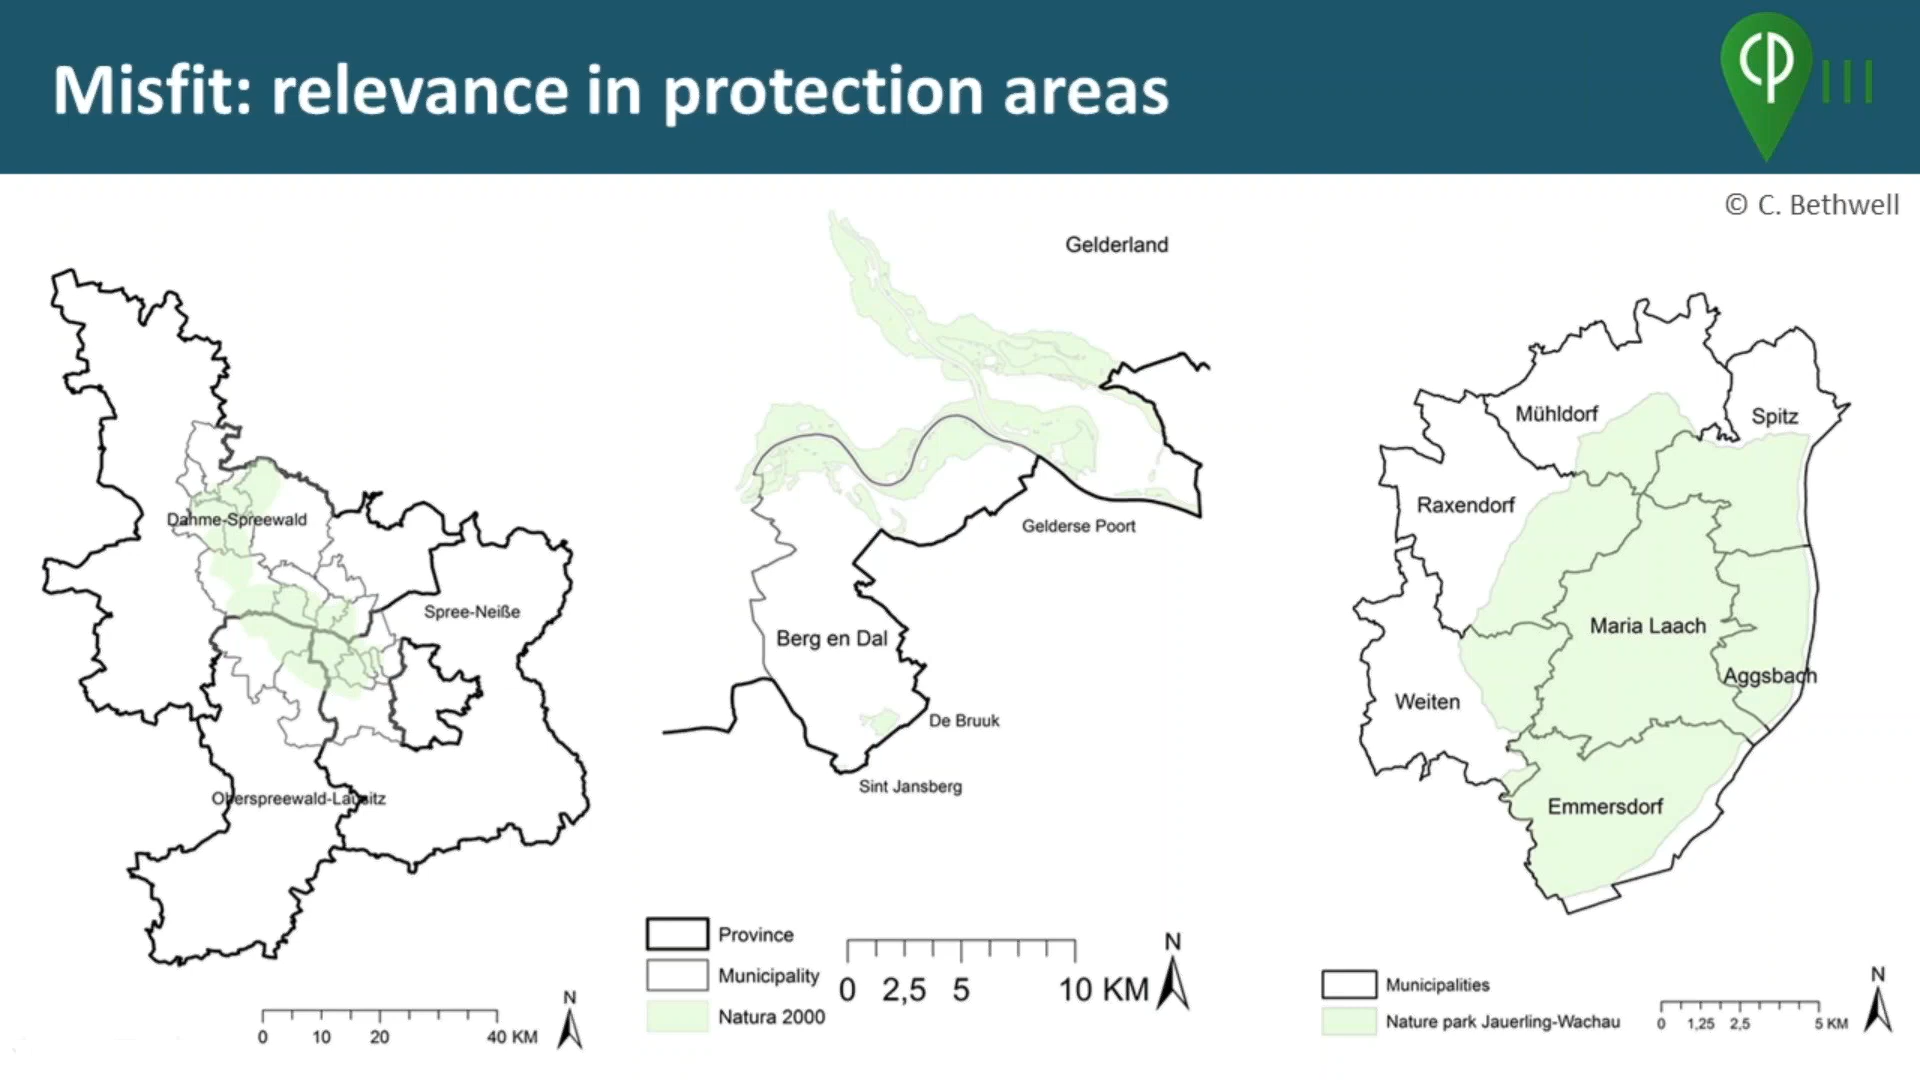 Misfit: relevance in protection areas
© C. Bethwell
Dahme-Spreewald
Spree-Neiße
Oberspreewald-Lausitz
0 10 20 40 KM
N
Gelderland
Gelderse Poort
Berg en Dal
De Bruuk
Sint Jansberg
Province
Municipality
Natura 2000
0 2,5 5 10 KM
N
Mühldorf
Spitz
Raxendorf
Maria Laach
Aggsbach
Weiten
Emmersdorf
Municipalities
Nature park Jauerling-Wachau
0 1,25 2,5 5 KM
N